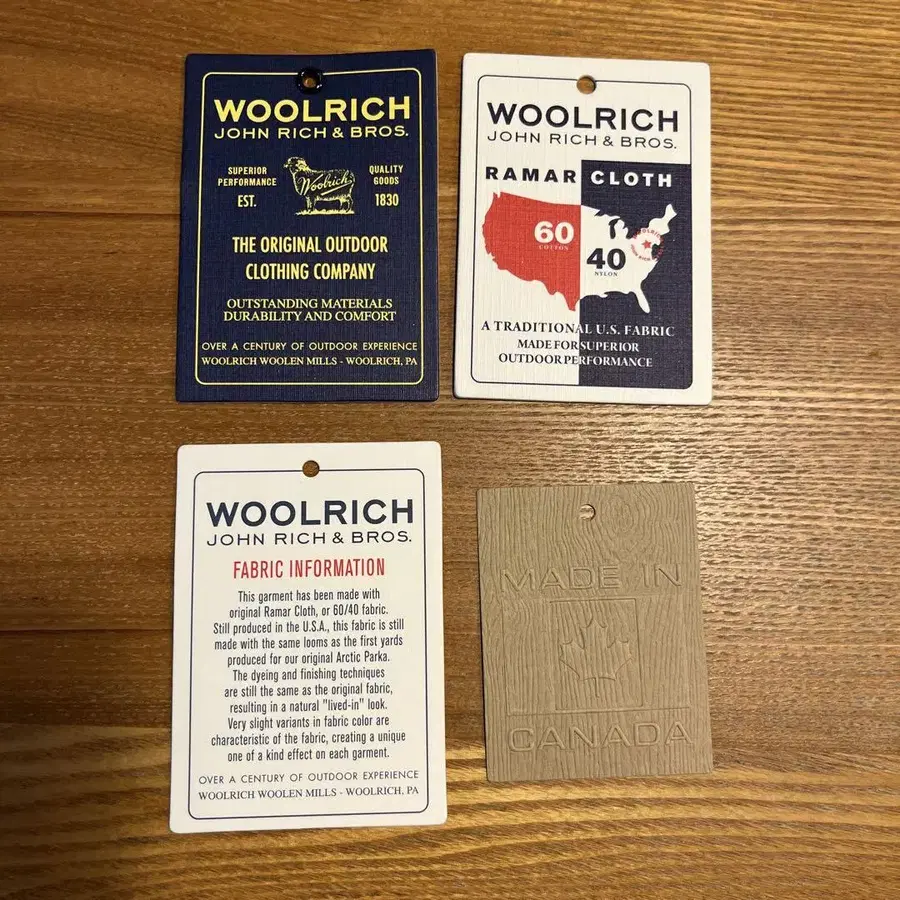 WOOLRICH
JOHN RICH & BROS.
SUPERIOR
PERFORMANCE
EST.
Woolrich
QUALITY
GOODS
1830
THE ORIGINAL OUTDOOR
CLOTHING COMPANY
OUTSTANDING MATERIALS
DURABILITY AND COMFORT
OVER A CENTURY OF OUTDOOR EXPERIENCE
WOOLRICH WOOLEN MILLS - WOOLRICH, PA
WOOLRICH
JOHN RICH & BROS.
RAMAR CLOTH
60
COTTON
40
NYLON
WOOLRICH
JOHN RICH & BROS.
A TRADITIONAL U.S. FABRIC
MADE FOR SUPERIOR
OUTDOOR PERFORMANCE
WOOLRICH
JOHN RICH & BROS.
FABRIC INFORMATION
This garment has been made with
original Ramar Cloth, or 60/40 fabric.
Still produced in the U.S.A., this fabric is still
made with the same looms as the first yards
produced for our original Arctic Parka.
The dyeing and finishing techniques
are still the same as the original fabric,
resulting in a natural "lived-in" look.
Very slight variants in fabric color are
characteristic of the fabric, creating a unique
one of a kind effect on each garment.
OVER A CENTURY OF OUTDOOR EXPERIENCE
WOOLRICH WOOLEN MILLS - WOOLRICH, PA
MADE IN
CANADA